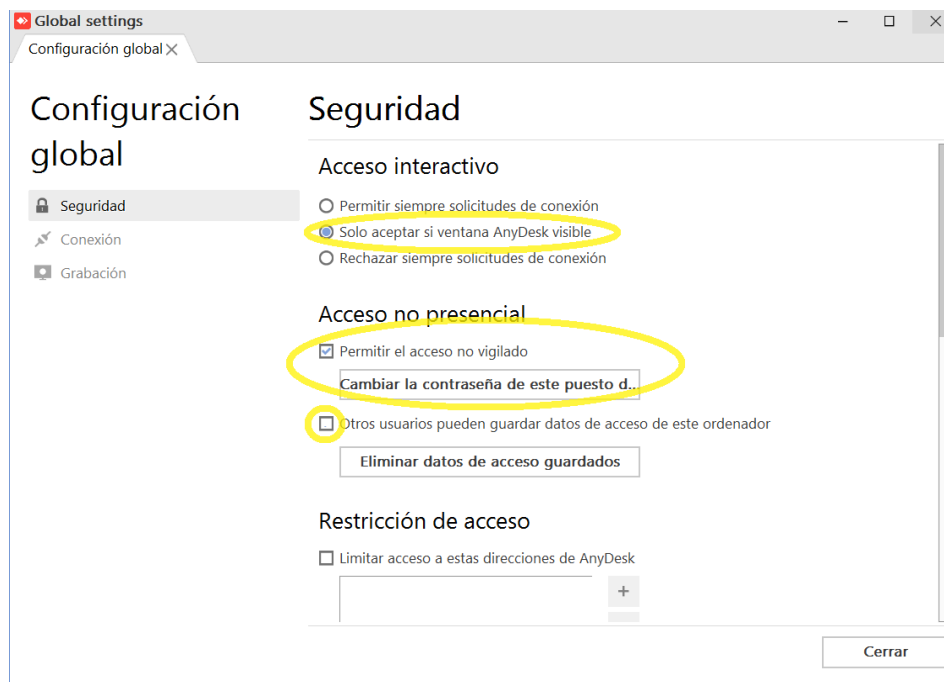 Global settings
Configuración global
Configuración
global
Seguridad
Conexión
Grabación
Seguridad
Acceso interactivo
Permitir siempre solicitudes de conexión
Solo aceptar si ventana AnyDesk visible
Rechazar siempre solicitudes de conexión
Acceso no presencial
Permitir el acceso no vigilado
Cambiar la contraseña de este puesto d...
Otros usuarios pueden guardar datos de acceso de este ordenador
Eliminar datos de acceso guardados
Restricción de acceso
Limitar acceso a estas direcciones de AnyDesk
+
Cerrar